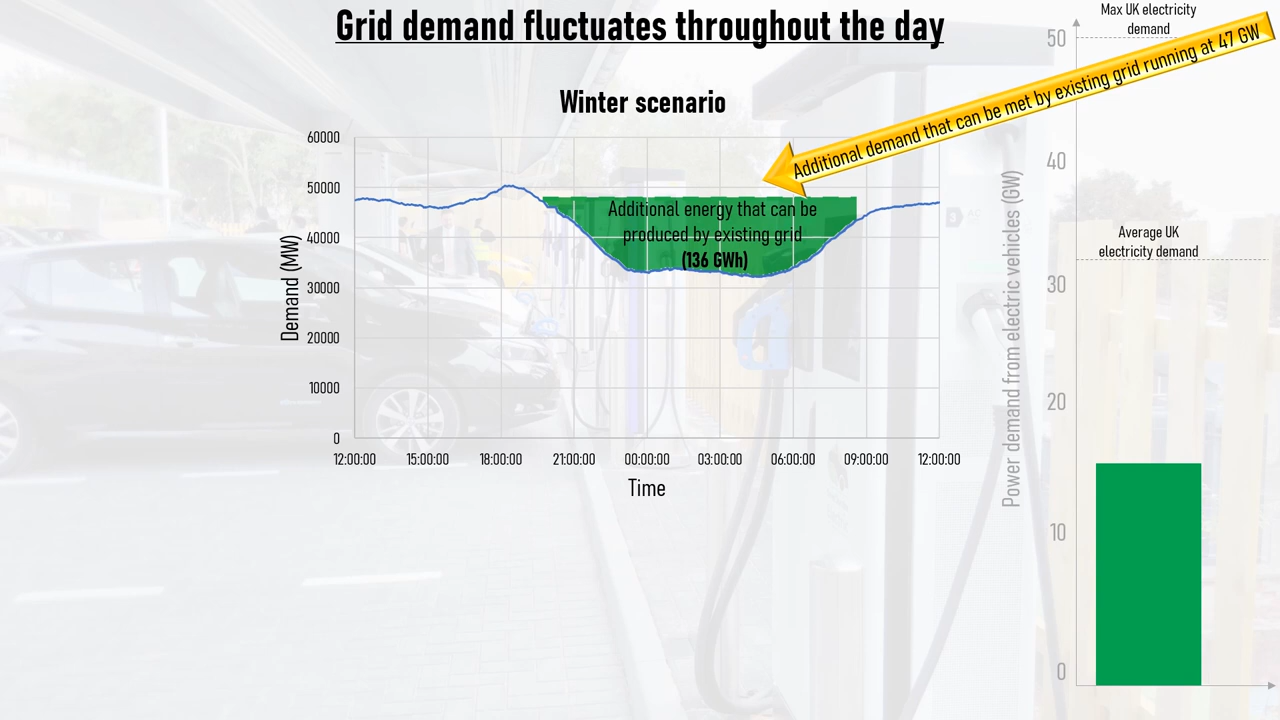 Grid demand fluctuates throughout the day
Max UK electricity
demand
Additional demand that can be met by existing grid running at 47 GW
Winter scenario
Demand (MW)
60000
50000
40000
30000
20000
10000
0
Additional energy that can be
produced by existing grid
(136 GWh)
12:00:00
15:00:00
18:00:00
21:00:00
00:00:00
03:00:00
06:00:00
09:00:00
12:00:00
Time
Power demand from electric vehicles (GW)
50
40
30
20
10
0
Average UK
electricity demand